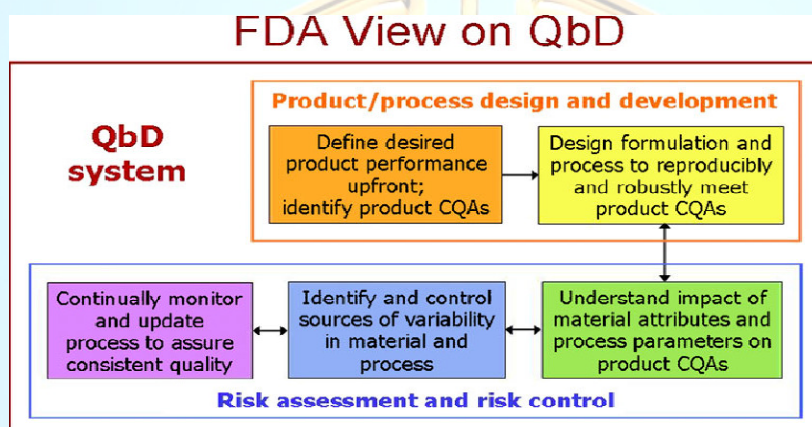 FDA View on QbD
QbD
system
Product/process design and development
Define desired
product performance
upfront;
identify product CQAs
Design formulation and
process to reproducibly
and robustly meet
product CQAs
Continually monitor
and update
process to assure
consistent quality
Identify and control
sources of variability
in material and
process
Understand impact of
material attributes and
process parameters on
product CQAs
Risk assessment and risk control